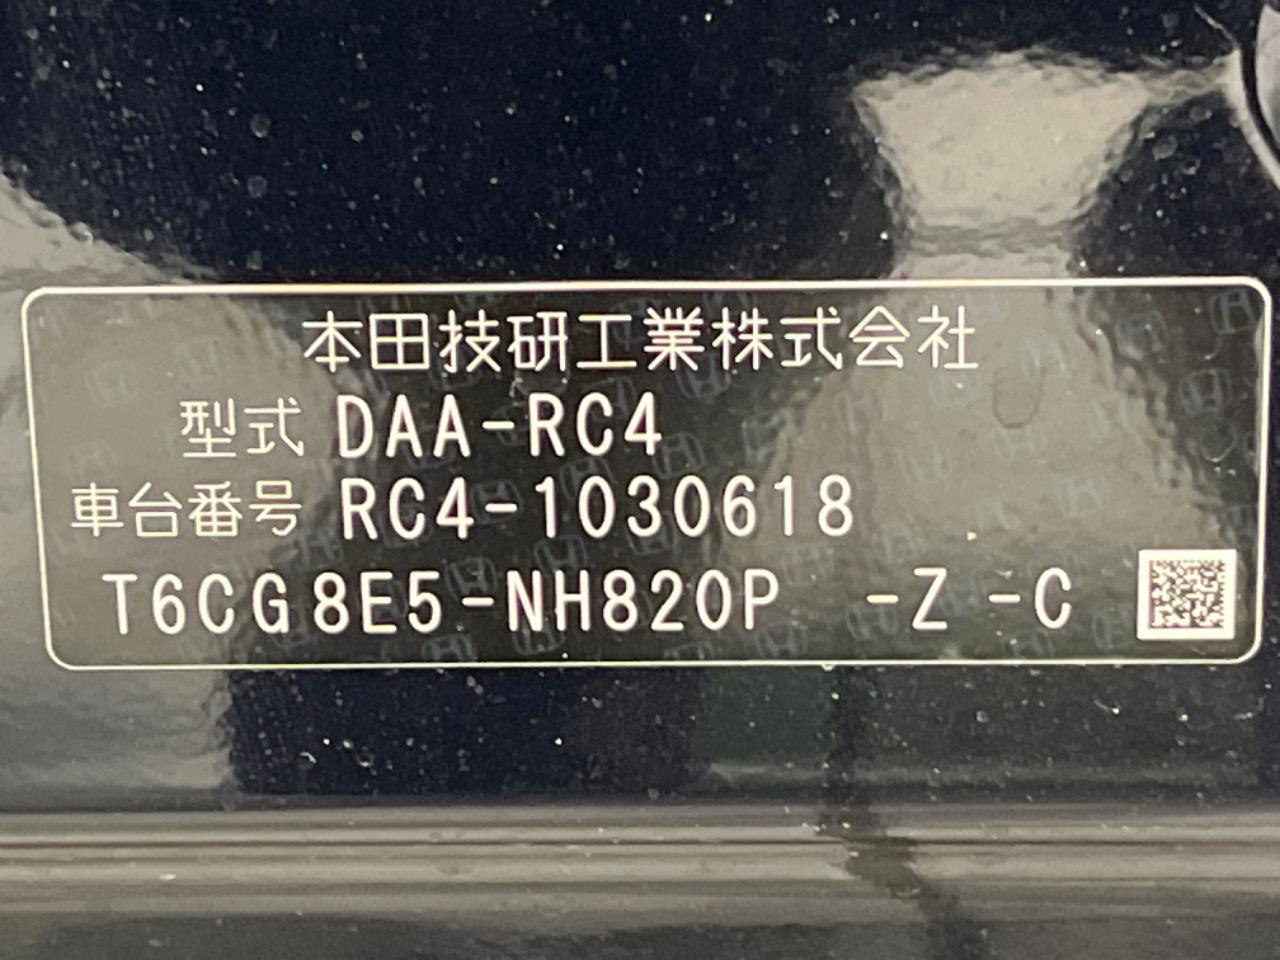 本田技研工業株式会社
型式 DAA-RC4
車台番号 RC4-1030618
T6CG8E5-NH820P -Z -C